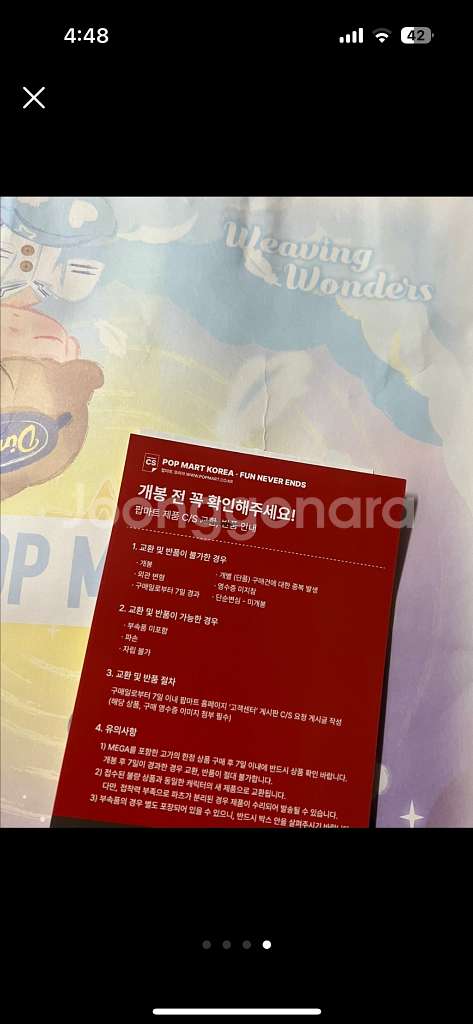 4:48
42
Weaving
Wonders
Joonggonara
CS
POP MART KOREA - FUN NEVER ENDS
팝마트 코리아 WWW.POPMART.CO.KR
개봉 전 꼭 확인해주세요!
팝마트 제품 C/S 교환, 반품 안내
1. 교환 및 반품이 불가한 경우
· 개봉
· 개별 (단품) 구매건에 대한 중복 발생
· 외관 변형
· 영수증 미지참
· 구매일로부터 7일 경과
· 단순변심 - 미개봉
2. 교환 및 반품이 가능한 경우
· 부속품 미포함
· 파손
· 자립 불가
3. 교환 및 반품 절차
구매일로부터 7일 이내 팝마트 홈페이지 '고객센터' 게시판 C/S 요청 게시글 작성
(해당 상품, 구매 영수증 이미지 첨부 필수)
4. 유의사항
1) MEGA를 포함한 고가의 한정 상품 구매 후 7일 이내에 반드시 상품 확인 바랍니다.
개봉 후 7일이 경과한 경우 교환, 반품이 절대 불가합니다.
2) 접수된 불량 상품과 동일한 캐릭터의 새 제품으로 교환됩니다.
다만, 접착력 부족으로 파츠가 분리된 경우 제품이 수리되어 발송될 수 있습니다.
3) 부속품의 경우 별도 포장되어 있을 수 있으니, 반드시 박스 안을 살펴주시기 바랍니다.
OP M